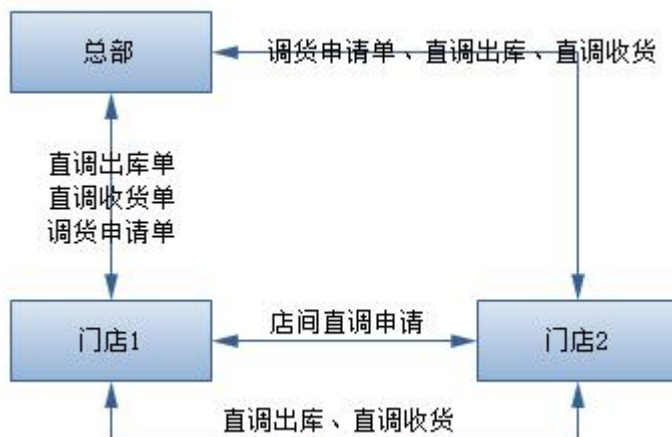 总部
调货申请单、直调出库、直调收货
直调出库单
直调收货单
调货申请单
门店1
店间直调申请
门店2
直调出库、直调收货